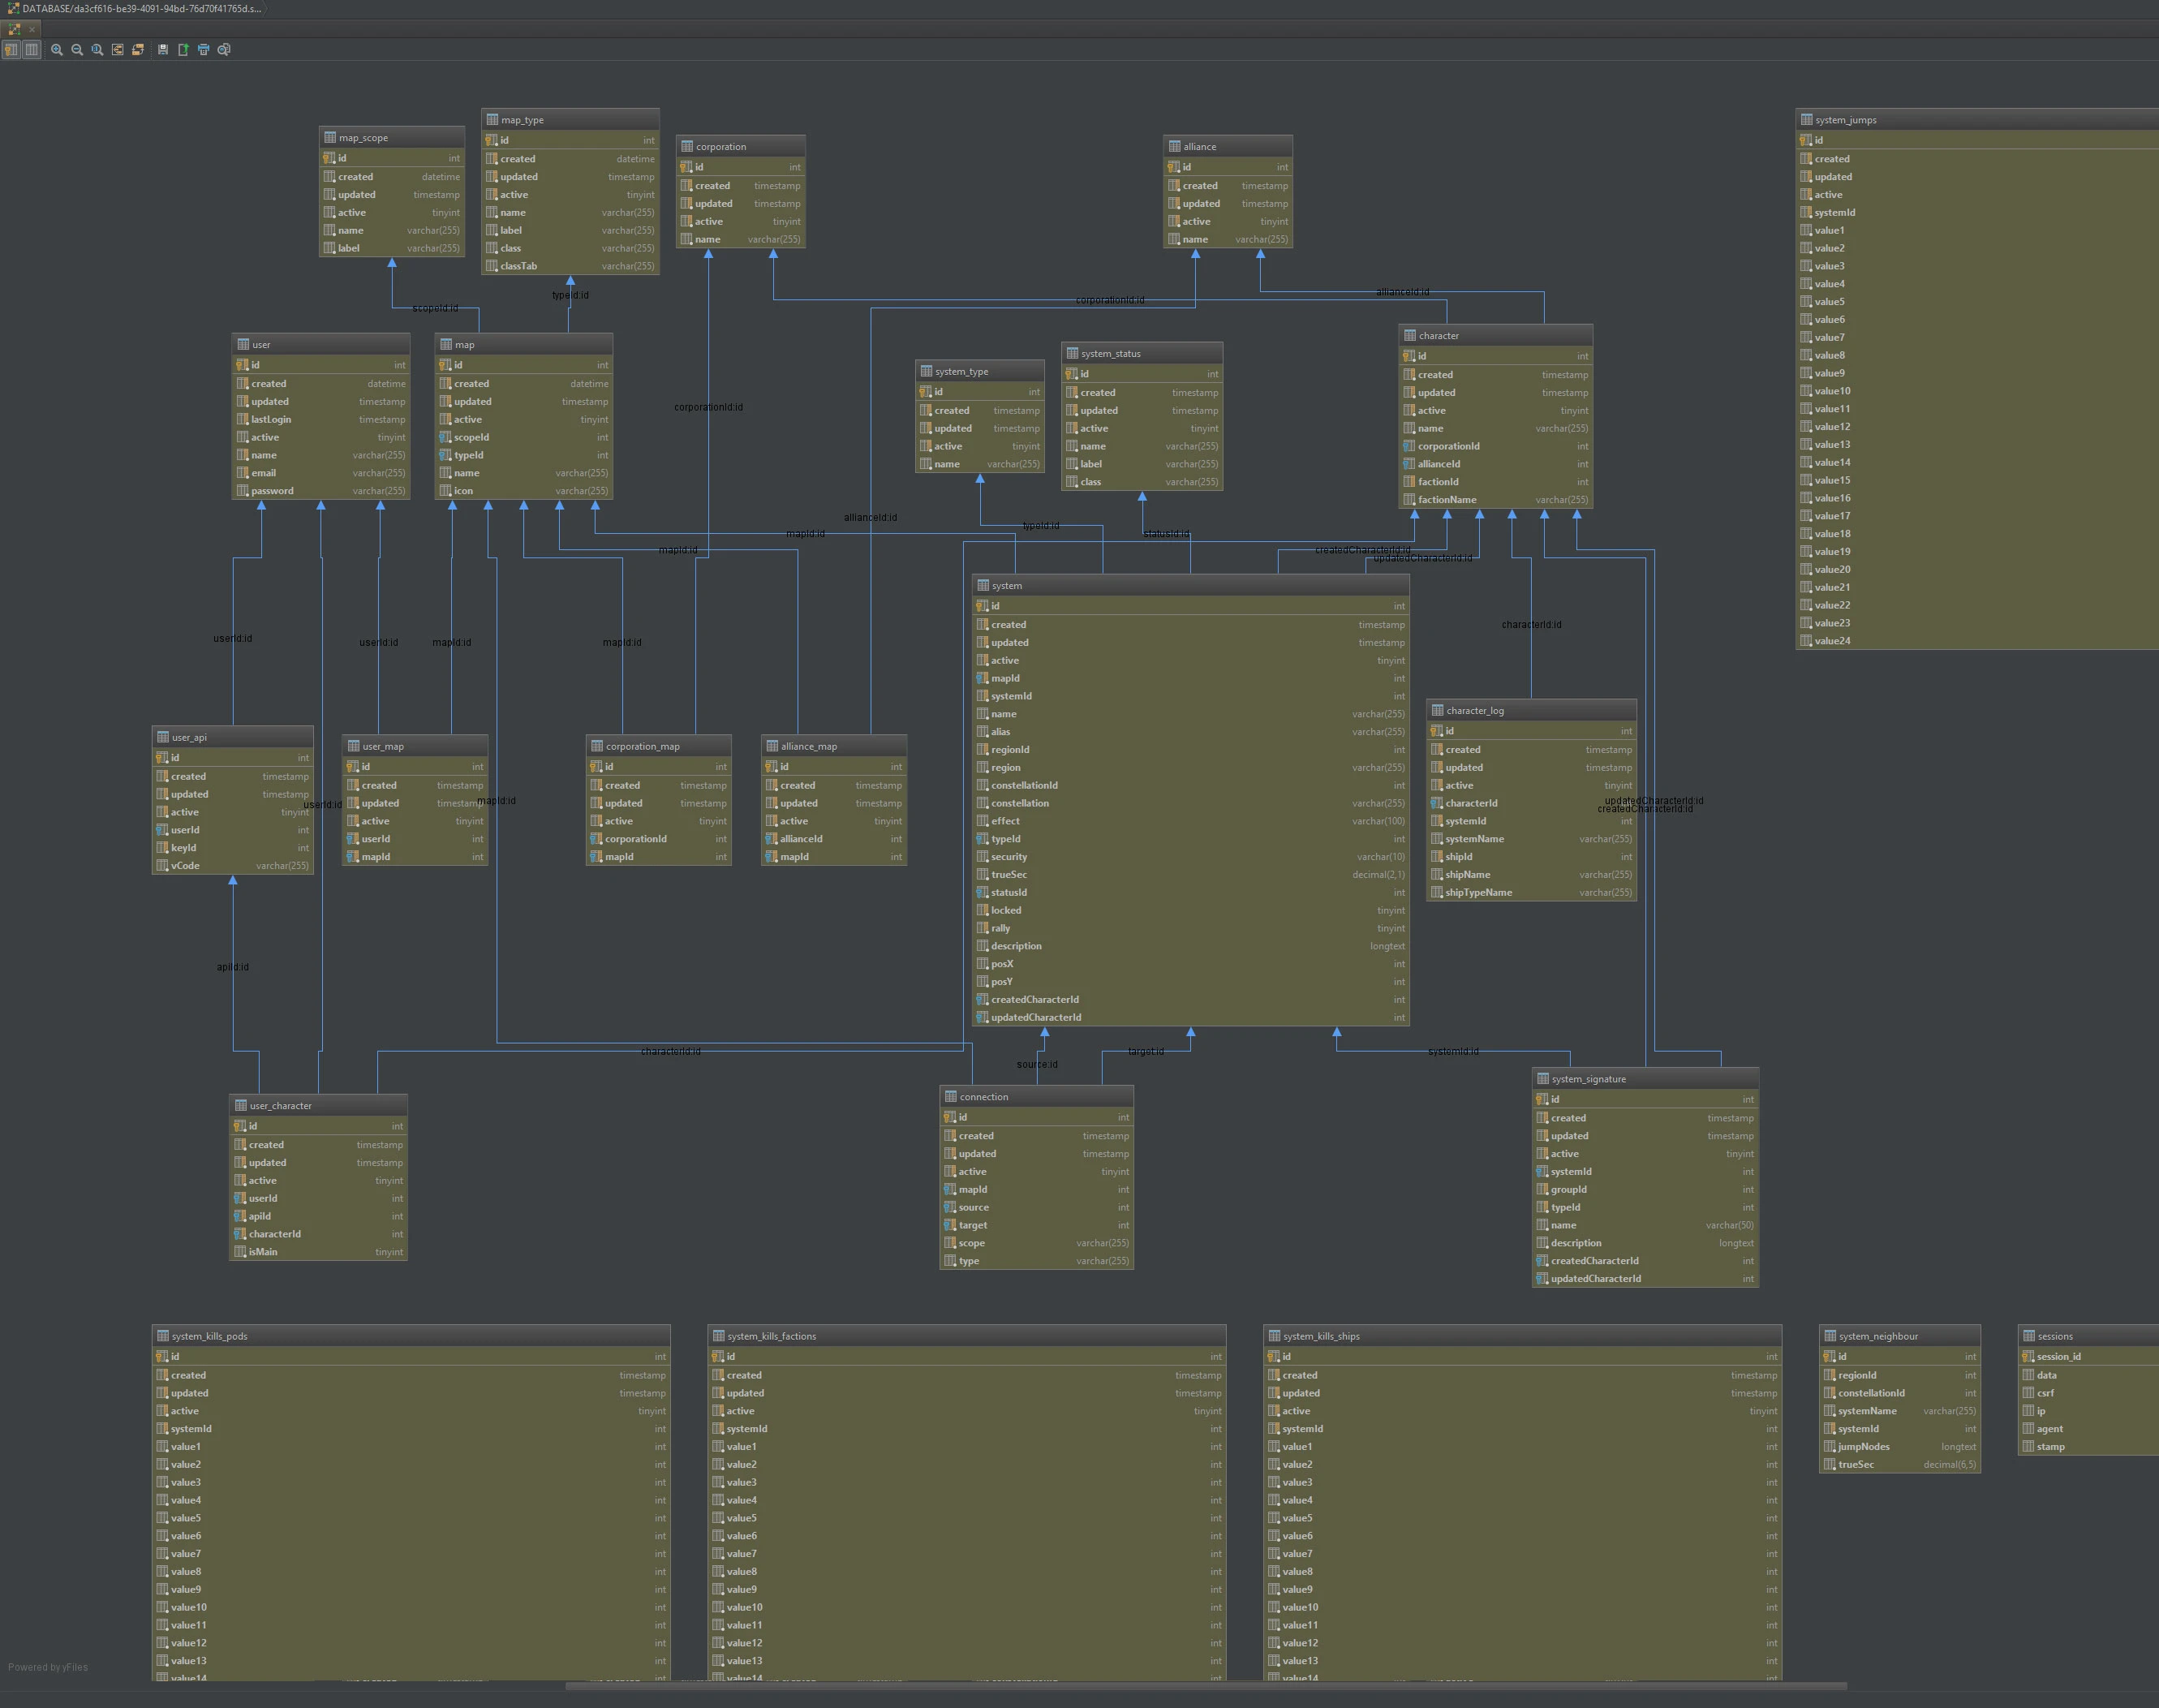 DATABASE/da3cf616-be39-4091-94bd-76d70f41765d.s...
map_scope
id int
created datetime
updated timestamp
active tinyint
name varchar(255)
label varchar(255)
map_type
id int
created datetime
updated timestamp
active tinyint
name varchar(255)
label varchar(255)
class varchar(255)
classTab varchar(255)
corporation
id int
created timestamp
updated timestamp
active tinyint
name varchar(255)
alliance
id int
created timestamp
updated timestamp
active tinyint
name varchar(255)
system_jumps
id
created
updated
active
systemId
value1
value2
value3
value4
value5
value6
value7
value8
value9
value10
value11
value12
value13
value14
value15
value16
value17
value18
value19
value20
value21
value22
value23
value24
scopeId:id
typeId:id
corporationId:id
allianceId:id
user
id int
created datetime
updated timestamp
lastLogin timestamp
active tinyint
name varchar(255)
email varchar(255)
password varchar(255)
map
id int
created datetime
updated timestamp
active tinyint
scopeId int
typeId int
name varchar(255)
icon varchar(255)
corporationId:id
system_type
id int
created timestamp
updated timestamp
active tinyint
name varchar(255)
system_status
id int
created timestamp
updated timestamp
active tinyint
name varchar(255)
label varchar(255)
class varchar(255)
character
id int
created timestamp
updated timestamp
active tinyint
name varchar(255)
corporationId int
allianceId int
factionId int
factionName varchar(255)
allianceId:id
mapId:id
typeId:id
statusId:id
mapId:id
createdCharacterId:id
updatedCharacterId:id
system
id int
created timestamp
updated timestamp
active tinyint
mapId int
systemId int
name varchar(255)
alias varchar(255)
regionId int
region varchar(255)
constellationId int
constellation varchar(255)
effect varchar(100)
typeId int
security varchar(10)
trueSec decimal(2,1)
statusId int
locked tinyint
rally tinyint
description longtext
posX int
posY int
createdCharacterId int
updatedCharacterId int
userId:id
userId:id
mapId:id
mapId:id
characterId:id
user_api
id int
created timestamp
updated timestamp
active tinyint
userId int
keyId int
vCode varchar(255)
userId:id
user_map
id int
created timestamp
updated timestamp
active tinyint
userId int
mapId int
mapId:id
corporation_map
id int
created timestamp
updated timestamp
active tinyint
corporationId int
mapId int
alliance_map
id int
created timestamp
updated timestamp
active tinyint
allianceId int
mapId int
character_log
id int
created timestamp
updated timestamp
active tinyint
characterId int
systemId int
systemName varchar(255)
shipId int
shipName varchar(255)
shipTypeName varchar(255)
updatedCharacterId:id
createdCharacterId:id
apiId:id
characterId:id
source:id
target:id
systemId:id
user_character
id int
created timestamp
updated timestamp
active tinyint
userId int
apiId int
characterId int
isMain tinyint
connection
id int
created timestamp
updated timestamp
active tinyint
mapId int
source int
target int
scope varchar(255)
type varchar(255)
system_signature
id int
created timestamp
updated timestamp
active tinyint
systemId int
groupId int
typeId int
name varchar(50)
description longtext
createdCharacterId int
updatedCharacterId int
system_kills_pods
id int
created timestamp
updated timestamp
active tinyint
systemId int
value1 int
value2 int
value3 int
value4 int
value5 int
value6 int
value7 int
value8 int
value9 int
value10 int
value11 int
value12 int
value13 int
value14 int
system_kills_factions
id int
created timestamp
updated timestamp
active tinyint
systemId int
value1 int
value2 int
value3 int
value4 int
value5 int
value6 int
value7 int
value8 int
value9 int
value10 int
value11 int
value12 int
value13 int
value14 int
system_kills_ships
id int
created timestamp
updated timestamp
active tinyint
systemId int
value1 int
value2 int
value3 int
value4 int
value5 int
value6 int
value7 int
value8 int
value9 int
value10 int
value11 int
value12 int
value13 int
value14 int
system_neighbour
id int
regionId int
constellationId int
systemName varchar(255)
systemId int
jumpNodes longtext
trueSec decimal(6,5)
sessions
session_id
data
csrf
ip
agent
stamp
Powered by yFiles